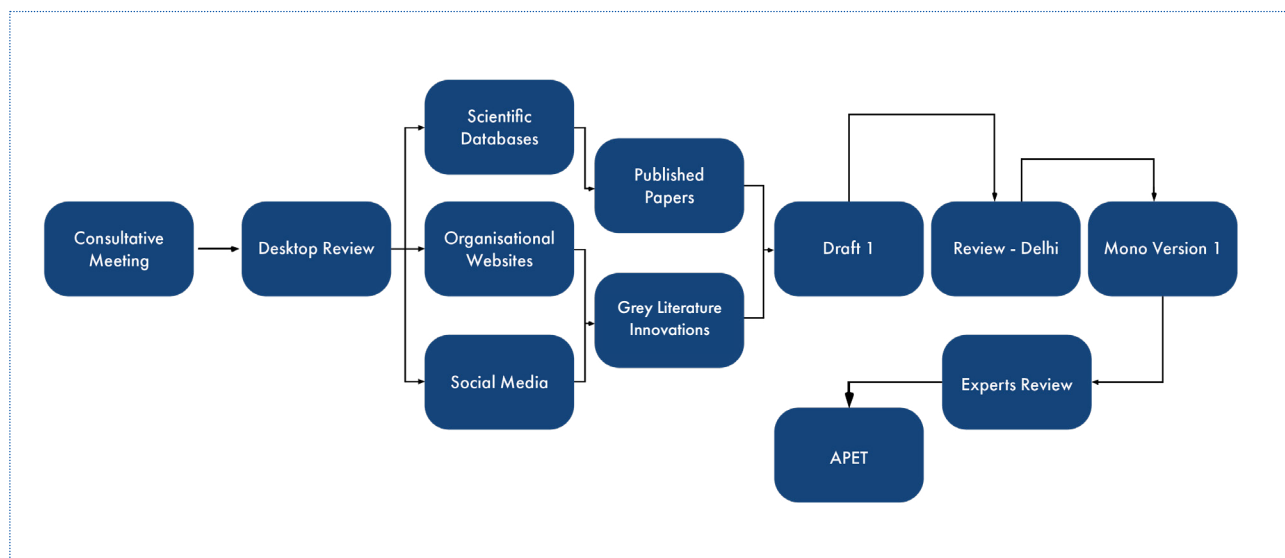 Consultative
Meeting
Desktop Review
Scientific
Databases
Organisational
Websites
Social Media
Published
Papers
Grey Literature
Innovations
Draft 1
Review - Delhi
Mono Version 1
Experts Review
APET